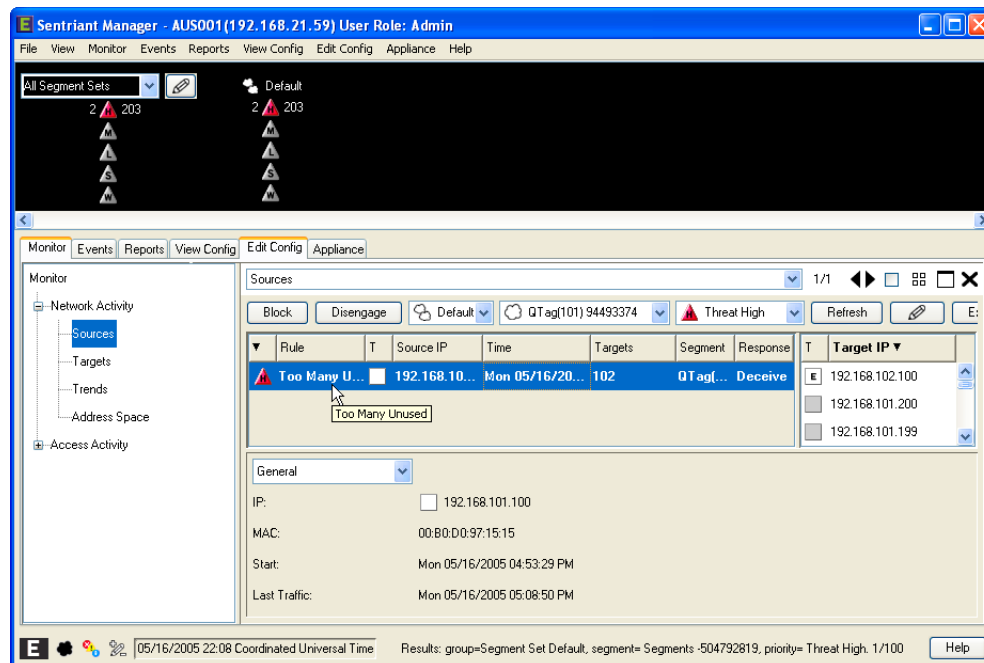 Sentriant Manager - AUS001(192.168.21.59) User Role: Admin
File View Monitor Events Reports View Config Edit Config Appliance Help
All Segment Sets Default
2 H 203 2 H 203
M M
L L
S S
W W
Monitor Events Reports View Config Edit Config Appliance
Monitor
Network Activity
Sources
Targets
Trends
Address Space
Access Activity
Sources 1/1
Block Disengage Default QTag(101) 94493374 Threat High Refresh E:
Rule T Source IP Time Targets Segment Response T Target IP
Too Many U... 192.168.10... Mon 05/16/20... 102 QTag(... Deceive E 192.168.102.100
Too Many Unused
192.168.101.200
192.168.101.199
General
IP: 192.168.101.100
MAC: 00:B0:D0:97:15:15
Start: Mon 05/16/2005 04:53:29 PM
Last Traffic: Mon 05/16/2005 05:08:50 PM
E 05/16/2005 22:08 Coordinated Universal Time Results: group=Segment Set Default, segment= Segments -504792819, priority= Threat High. 1/100 Help